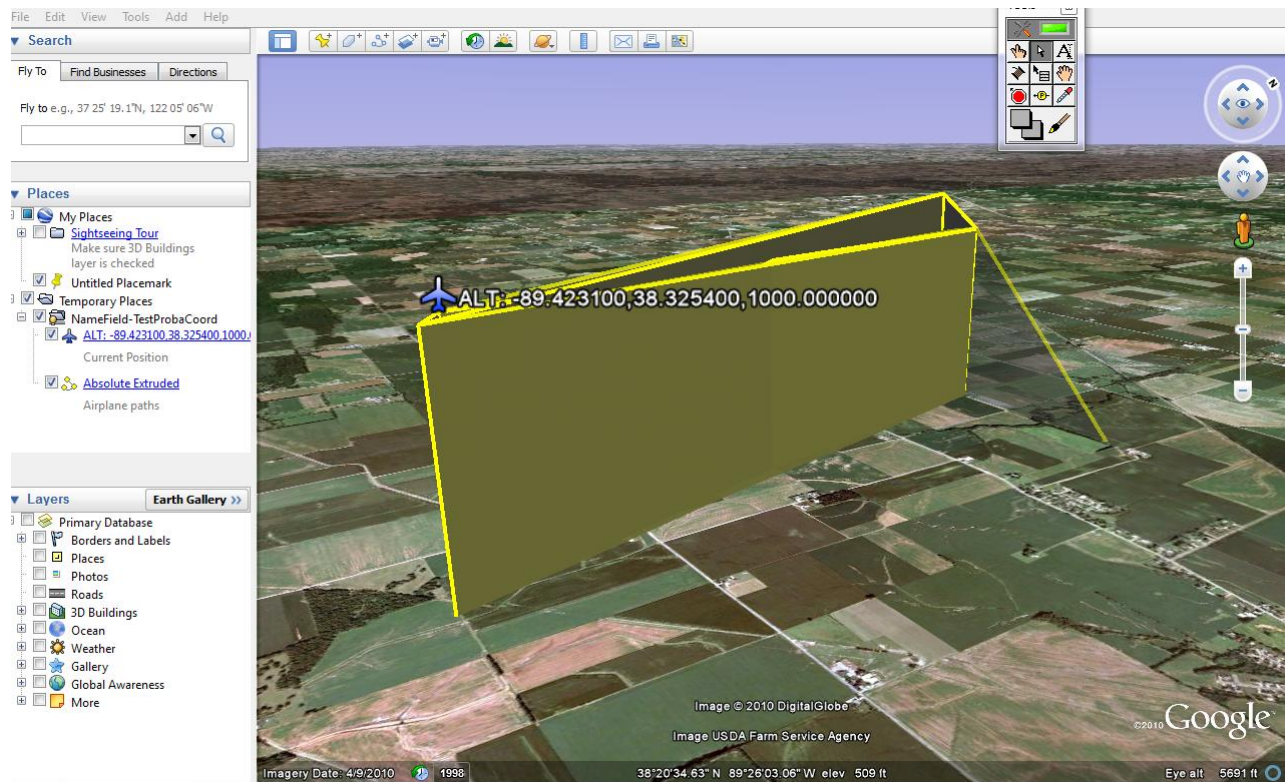 File Edit View Tools Add Help
Search
Fly To Find Businesses Directions
Fly to e.g., 37 25' 19.1"N, 122 05' 06"W
Places
My Places
Sightseeing Tour
Make sure 3D Buildings
layer is checked
Untitled Placemark
Temporary Places
NameField-TestProbaCoord
ALT: -89.423100,38.325400,1000.
Current Position
Absolute Extruded
Airplane paths
Layers
Earth Gallery >>
Primary Database
Borders and Labels
Places
Photos
Roads
3D Buildings
Ocean
Weather
Gallery
Global Awareness
More
N
A
P
ALT: -89.423100,38.325400,1000.000000
Image © 2010 DigitalGlobe
Image USDA Farm Service Agency
©2010 Google
Imagery Date: 4/9/2010 1998 38°20'34.63" N 89°26'03.06" W elev 509 ft Eye alt 5691 ft